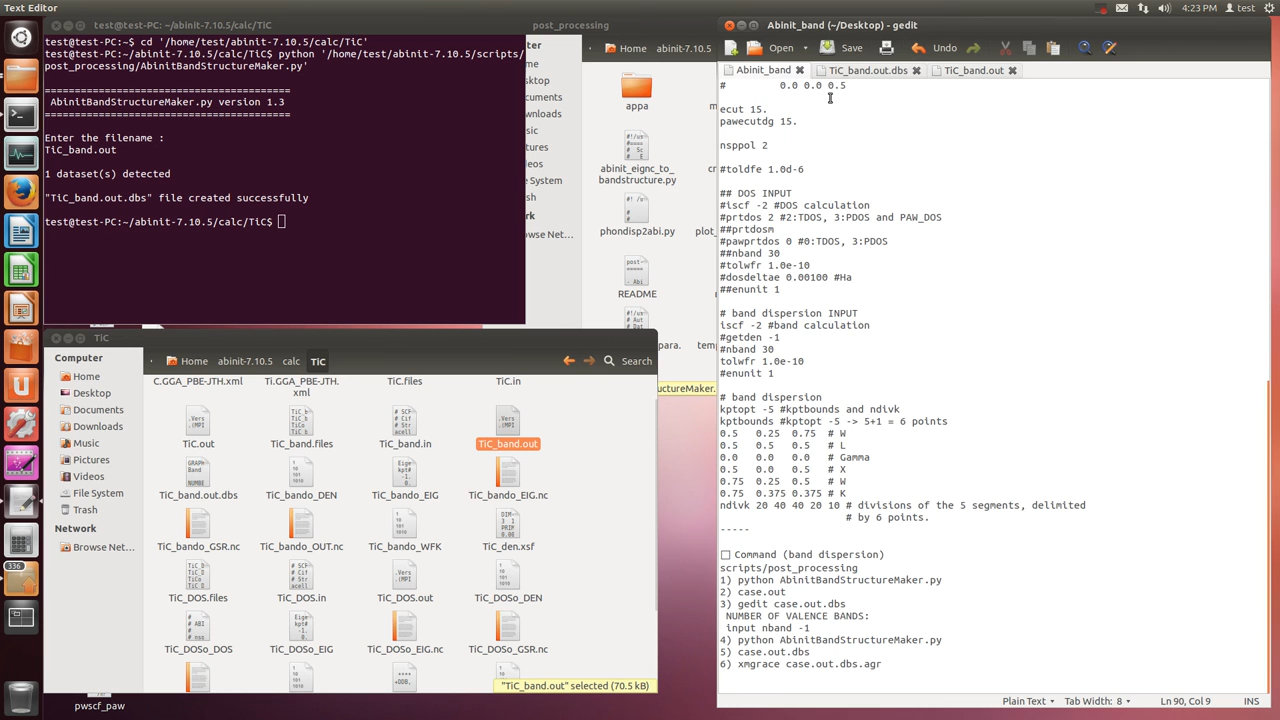 Text Editor
4:23 PM
test
test@test-PC: ~/abinit-7.10.5/calc/TiC
test@test-PC:~$ cd '/home/test/abinit-7.10.5/calc/TiC'
test@test-PC:~/abinit-7.10.5/calc/TiC$ python '/home/test/abinit-7.10.5/scripts/
post_processing/AbinitBandStructureMaker.py'
========================================
AbinitBandStructureMaker.py version 1.3
========================================
Enter the filename :
TiC_band.out
1 dataset(s) detected
"TiC_band.out.dbs" file created successfully
test@test-PC:~/abinit-7.10.5/calc/TiC$
post_processing
Home
abinit-7.10.5
appa
abinit_eignc_to_
bandstructure.py
phondisp2abi.py
plot_
README
TiC
Computer
Home
Desktop
Documents
Downloads
Music
Pictures
Videos
File System
Trash
Network
Browse Net...
Home
abinit-7.10.5
calc
TiC
Search
C.GGA_PBE-JTH.xml
Ti.GGA_PBE-JTH.
xml
TiC.files
TiC.in
TiC.out
TiC_band.files
TiC_band.in
TiC_band.out
TiC_band.out.dbs
TiC_bando_DEN
TiC_bando_EIG
TiC_bando_EIG.nc
TiC_bando_GSR.nc
TiC_bando_OUT.nc
TiC_bando_WFK
TiC_den.xsf
TiC_DOS.files
TiC_DOS.in
TiC_DOS.out
TiC_DOSo_DEN
TiC_DOSo_DOS
TiC_DOSo_EIG
TiC_DOSo_EIG.nc
TiC_DOSo_GSR.nc
"TiC_band.out" selected (70.5 kB)
pwscf_paw
336
Abinit_band (~/Desktop) - gedit
Open
Save
Undo
Abinit_band
TiC_band.out.dbs
TiC_band.out
# 0.0 0.0 0.5
ecut 15.
pawecutdg 15.
nsppol 2
#toldfe 1.0d-6
## DOS INPUT
#iscf -2 #DOS calculation
#prtdos 2 #2:TDOS, 3:PDOS and PAW_DOS
##prtdosm
#pawprtdos 0 #0:TDOS, 3:PDOS
##nband 30
#tolwfr 1.0e-10
#dosdeltae 0.00100 #Ha
##enunit 1
# band dispersion INPUT
iscf -2 #band calculation
#getden -1
#nband 30
tolwfr 1.0e-10
#enunit 1
# band dispersion
kptopt -5 #kptbounds and ndivk
kptbounds #kptopt -5 -> 5+1 = 6 points
0.5 0.25 0.75 # W
0.5 0.5 0.5 # L
0.0 0.0 0.0 # Gamma
0.5 0.0 0.5 # X
0.75 0.25 0.5 # W
0.75 0.375 0.375 # K
ndivk 20 40 40 20 10 # divisions of the 5 segments, delimited
# by 6 points.
-----
□ Command (band dispersion)
scripts/post_processing
1) python AbinitBandStructureMaker.py
2) case.out
3) gedit case.out.dbs
NUMBER OF VALENCE BANDS:
input nband -1
4) python AbinitBandStructureMaker.py
5) case.out.dbs
6) xmgrace case.out.dbs.agr
Plain Text
Tab Width: 8
Ln 90, Col 9
INS